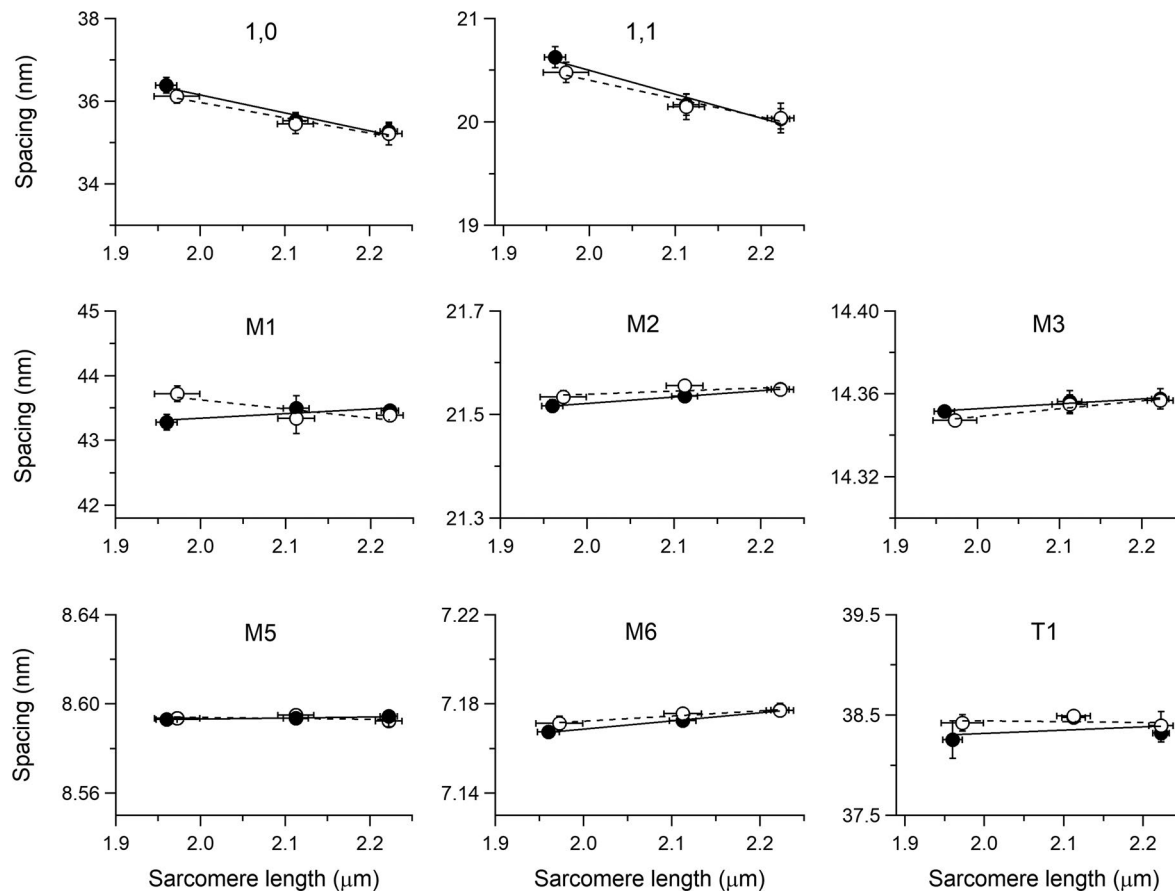 1,0
1,1
Spacing (nm)
38
36
34
21
20
19
1.9 2.0 2.1 2.2
1.9 2.0 2.1 2.2
M1
M2
M3
Spacing (nm)
45
44
43
42
21.7
21.5
21.3
14.40
14.36
14.32
1.9 2.0 2.1 2.2
1.9 2.0 2.1 2.2
1.9 2.0 2.1 2.2
M5
M6
T1
Spacing (nm)
8.64
8.60
8.56
7.22
7.18
7.14
39.5
38.5
37.5
1.9 2.0 2.1 2.2
1.9 2.0 2.1 2.2
1.9 2.0 2.1 2.2
Sarcomere length (μm)
Sarcomere length (μm)
Sarcomere length (μm)